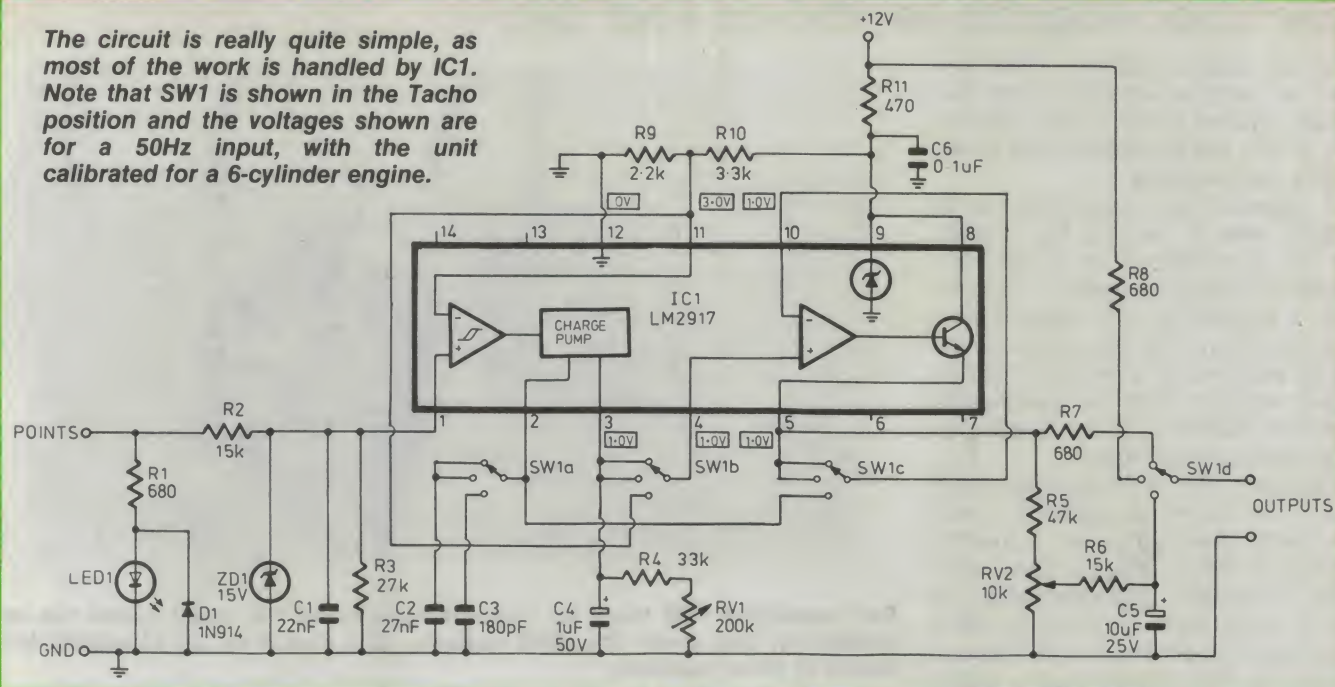 The circuit is really quite simple, as
most of the work is handled by IC1.
Note that SW1 is shown in the Tacho
position and the voltages shown are
for a 50Hz input, with the unit
calibrated for a 6-cylinder engine.
+12V
R11
470
R9
2·2k
R10
3·3k
C6
0·1uF
0V
3·0V
1·0V
14
13
12
11
10
9
8
R8
680
IC1
LM2917
CHARGE
PUMP
-
+
-
+
1
2
3
4
5
6
7
1·0V
1·0V
1·0V
POINTS
R2
15k
R1
680
SW1a
SW1b
SW1c
R7
680
SW1d
OUTPUTS
R5
47k
R4 33k
R6
15k
LED1
D1
1N914
ZD1
15V
C1
22nF
R3
27k
C2
27nF
C3
180pF
C4
1uF
50V
+
RV1
200k
RV2
10k
C5
10uF
25V
+
GND